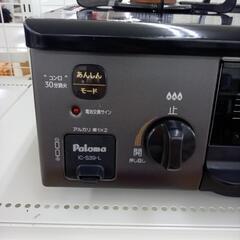 あんしん
モード
"コンロ"
30分消火
電池交換サイン
アルカリ 単1×2
Paloma
IC-S39-L
止
開
押し回し